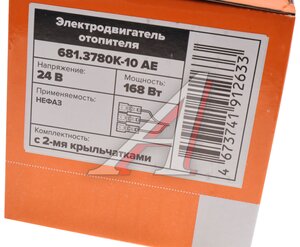 Электродвигатель
отопителя
681.3780К-10 АЕ
Напряжение:
24 В
Мощность:
168 Вт
Применяемость:
НЕФАЗ
Комплектность:
с 2-мя крыльчатками
4 673741 912633